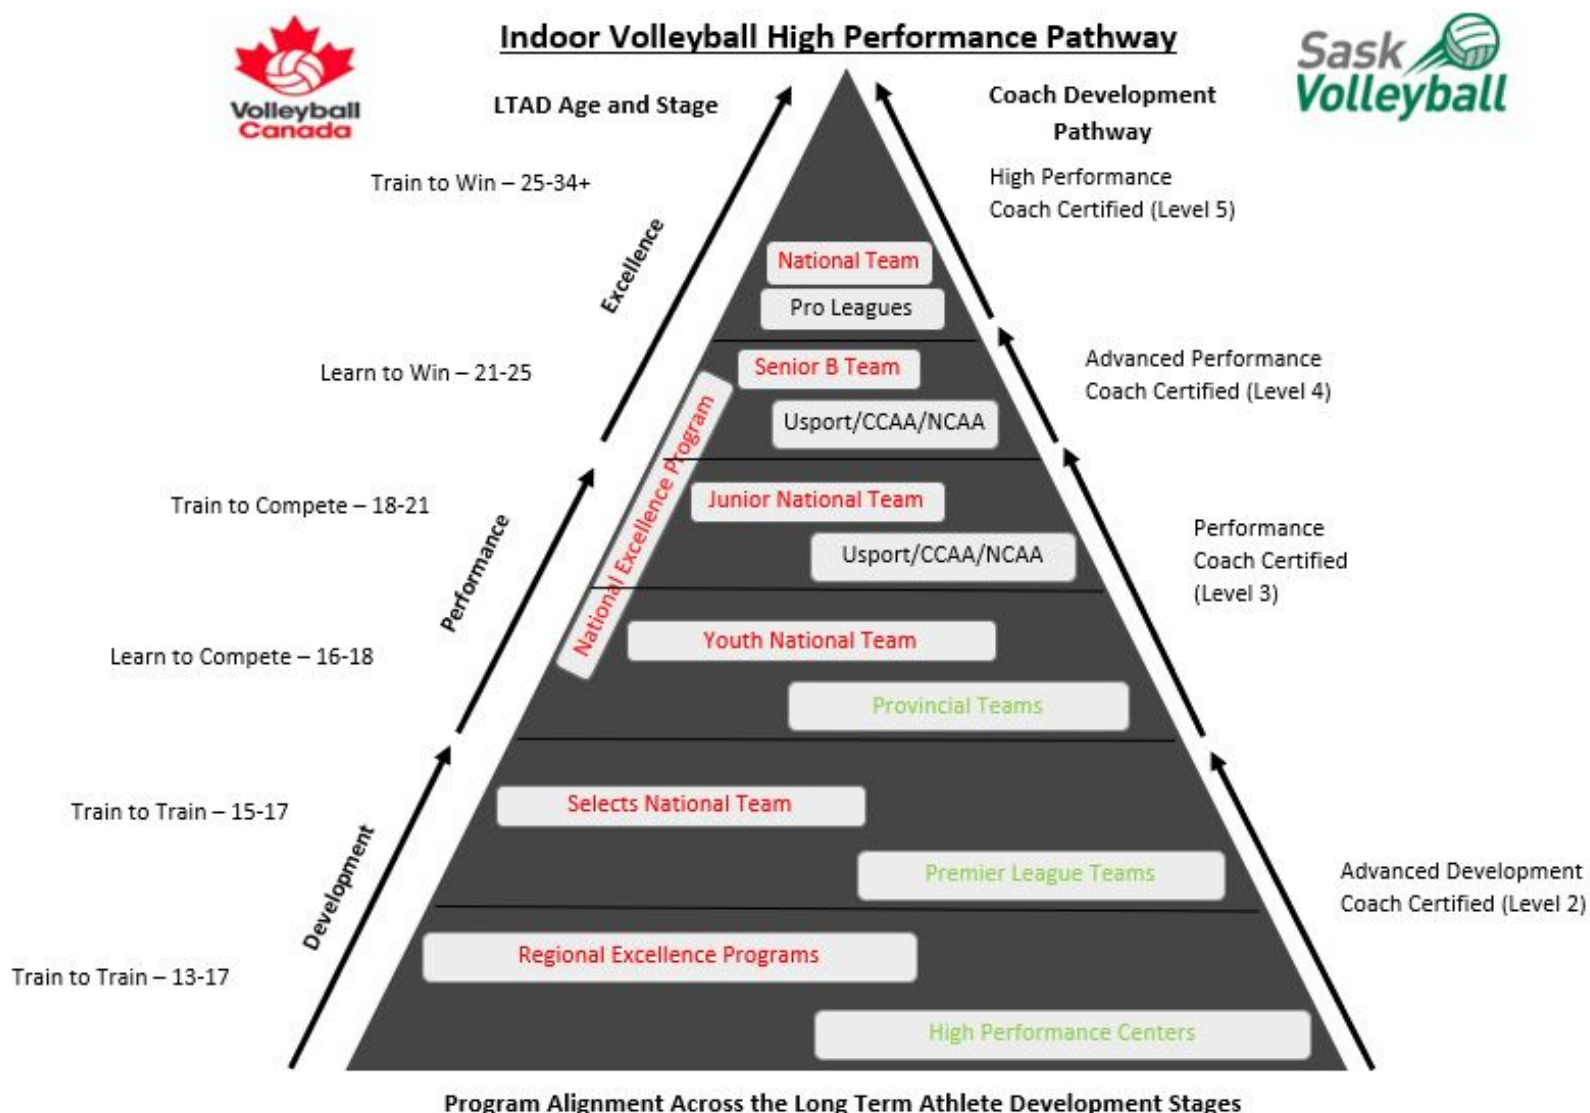 Indoor Volleyball High Performance Pathway
Volleyball
Canada
Sask
Volleyball
LTAD Age and Stage
Coach Development
Pathway
Train to Win – 25-34+
High Performance
Coach Certified (Level 5)
Excellence
National Team
Pro Leagues
Learn to Win – 21-25
Senior B Team
Usport/CCAA/NCAA
Advanced Performance
Coach Certified (Level 4)
National Excellence Program
Train to Compete – 18-21
Performance
Junior National Team
Usport/CCAA/NCAA
Performance
Coach Certified
(Level 3)
Learn to Compete – 16-18
Youth National Team
Provincial Teams
Train to Train – 15-17
Development
Selects National Team
Premier League Teams
Advanced Development
Coach Certified (Level 2)
Train to Train – 13-17
Regional Excellence Programs
High Performance Centers
Program Alignment Across the Long Term Athlete Development Stages